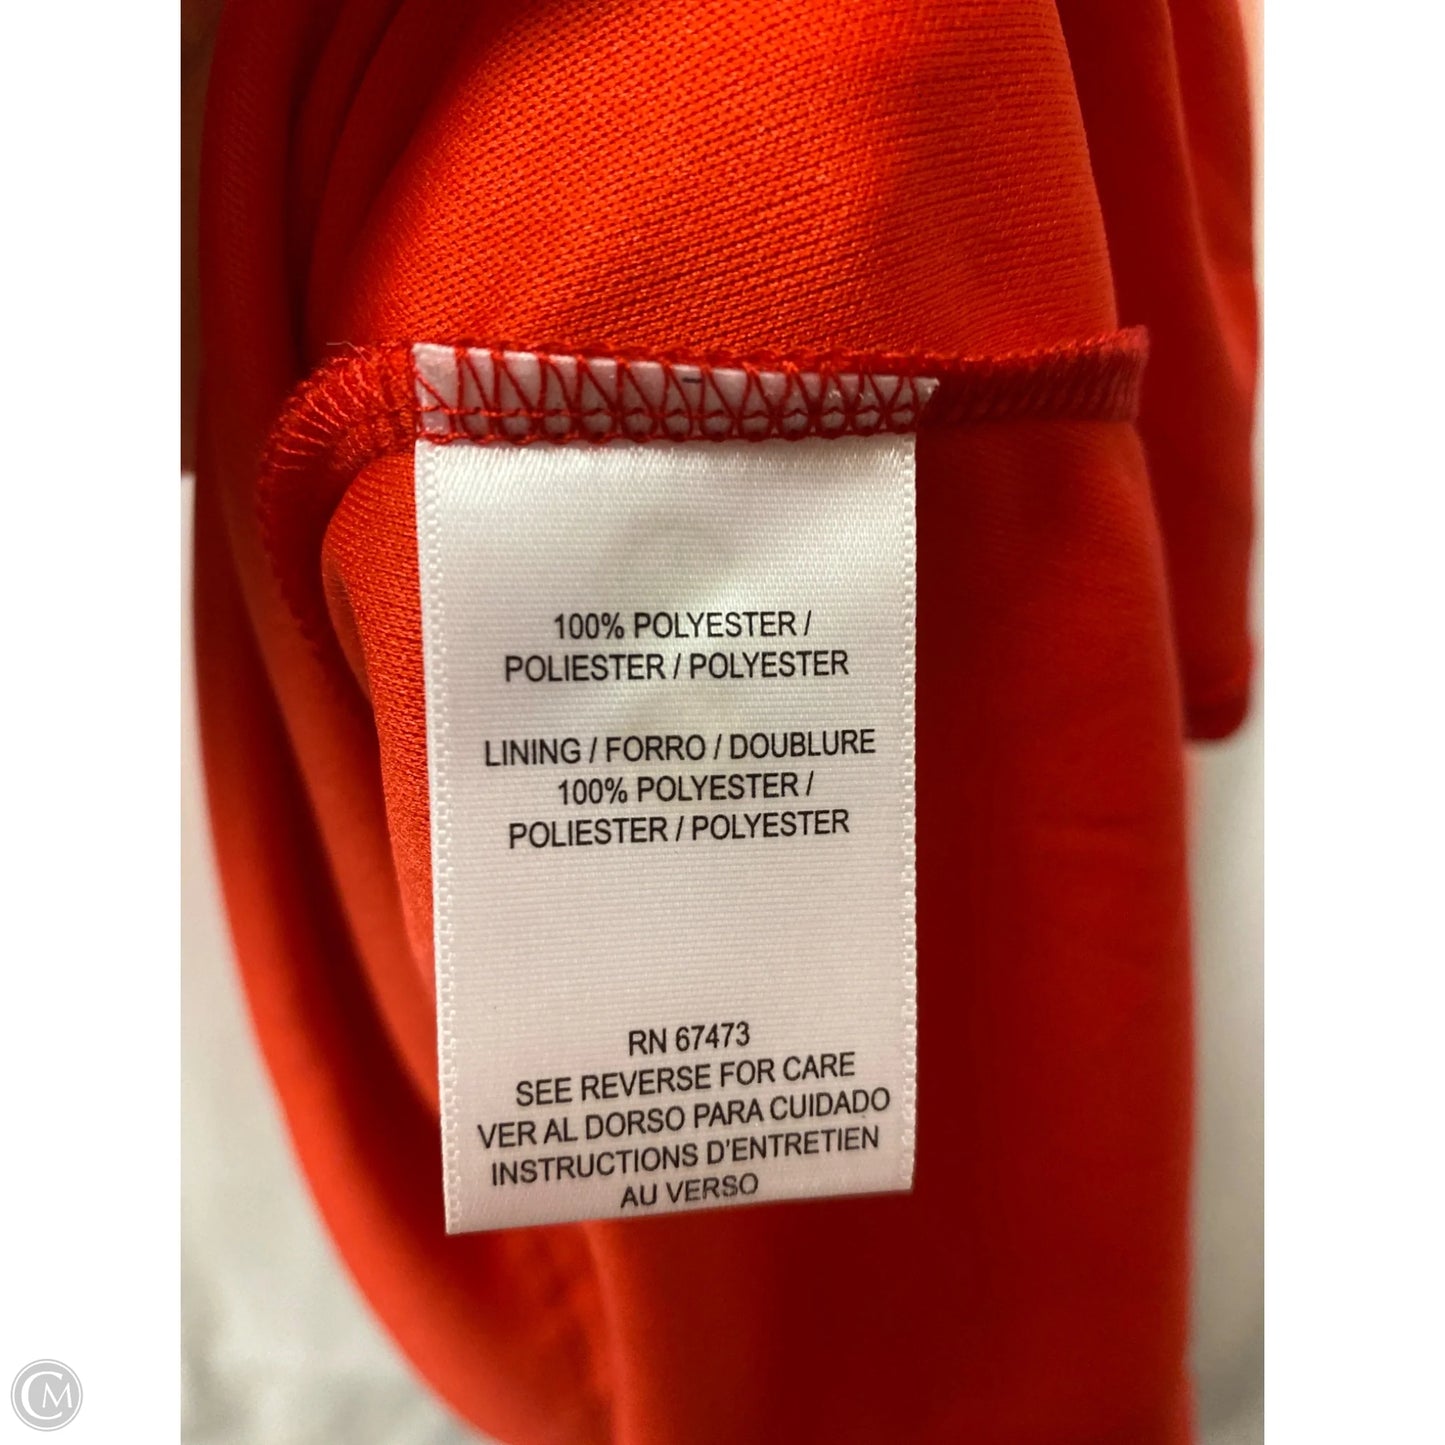 100% POLYESTER /
POLIESTER / POLYESTER
LINING / FORRO / DOUBLURE
100% POLYESTER /
POLIESTER / POLYESTER
RN 67473
SEE REVERSE FOR CARE
VER AL DORSO PARA CUIDADO
INSTRUCTIONS D'ENTRETIEN
AU VERSO
CM